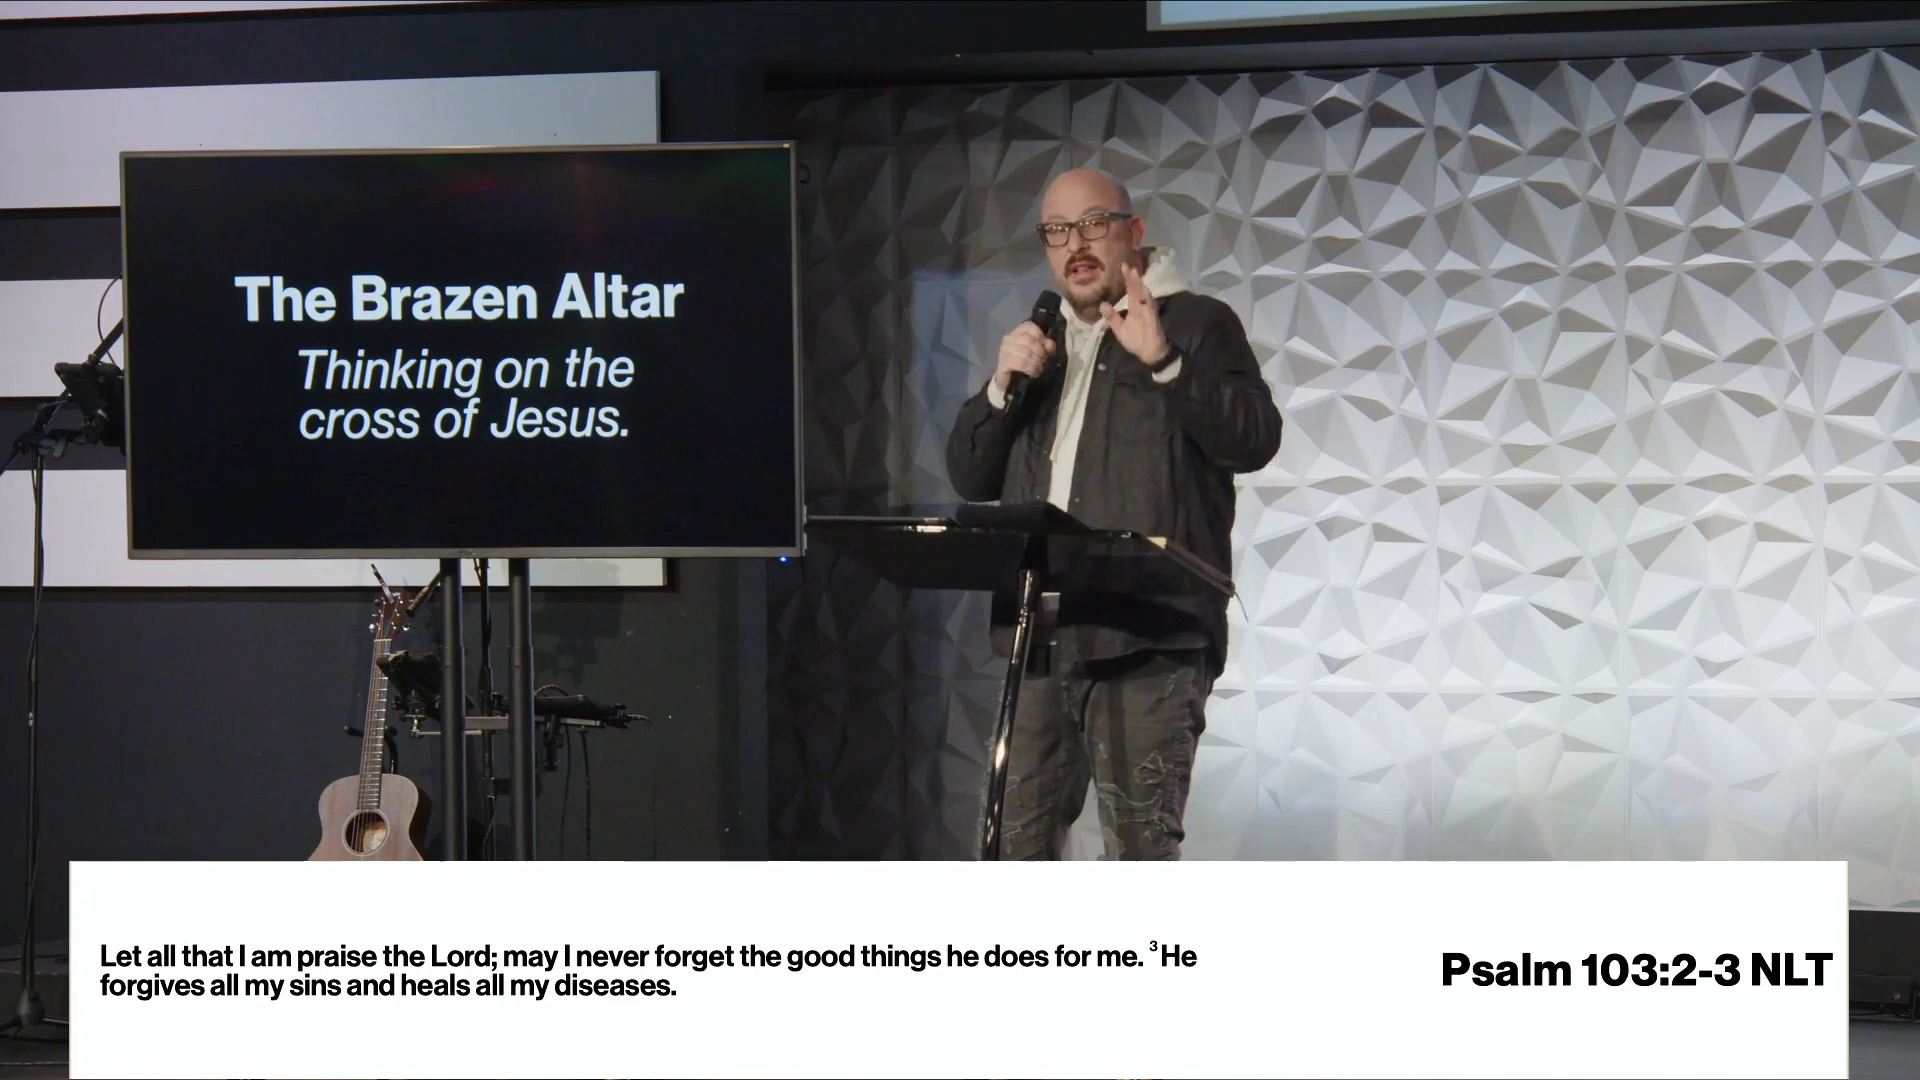 The Brazen Altar
Thinking on the
cross of Jesus.
Let all that I am praise the Lord; may I never forget the good things he does for me. ³ He
forgives all my sins and heals all my diseases.
Psalm 103:2-3 NLT